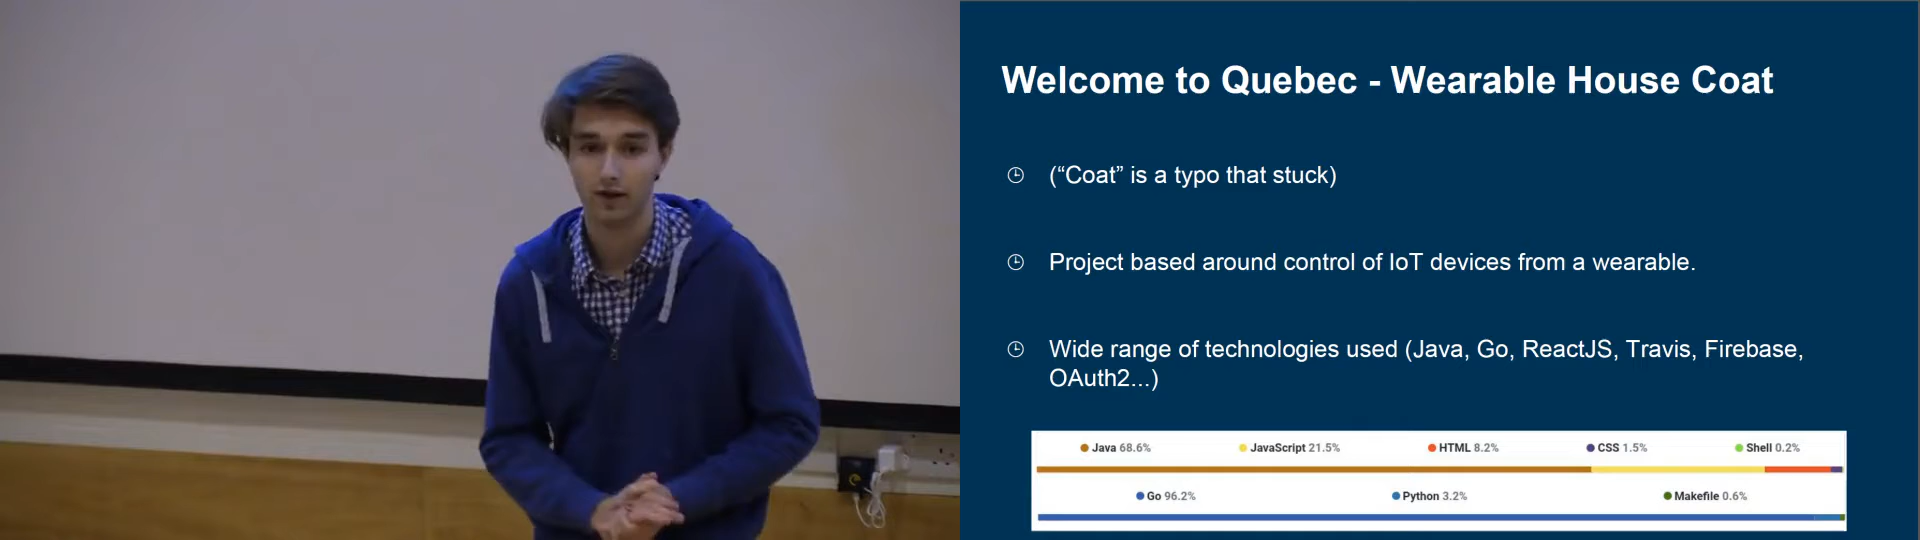 Welcome to Quebec - Wearable House Coat
(“Coat” is a typo that stuck)
Project based around control of IoT devices from a wearable.
Wide range of technologies used (Java, Go, ReactJS, Travis, Firebase,
OAuth2...)
Java 68.6% JavaScript 21.5% HTML 8.2% CSS 1.5% Shell 0.2%
Go 96.2% Python 3.2% Makefile 0.6%